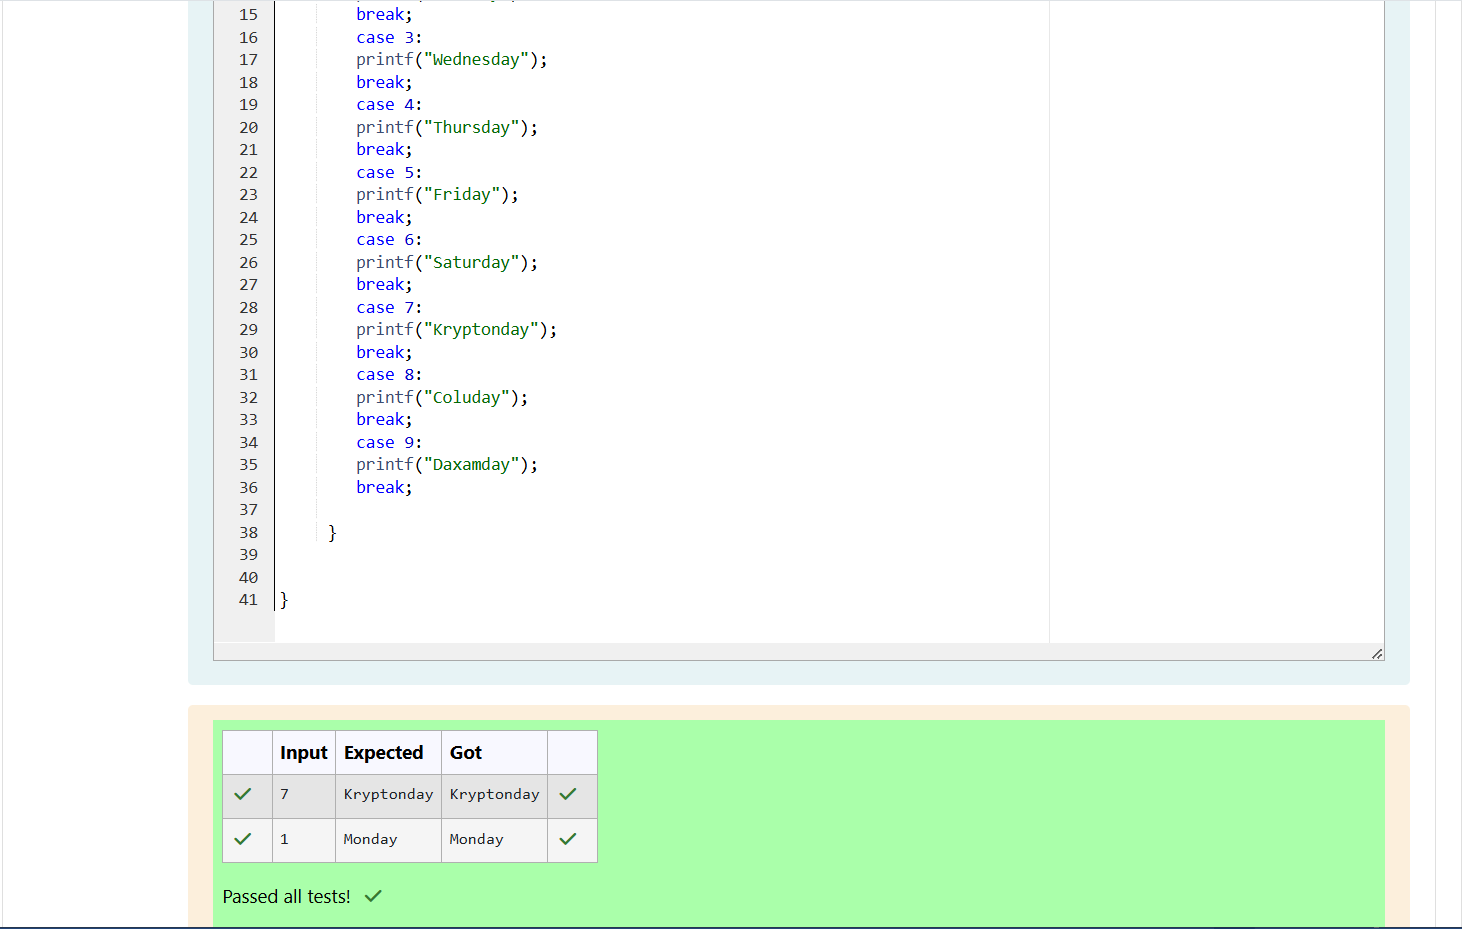 15 break;
16 case 3:
17 printf("Wednesday");
18 break;
19 case 4:
20 printf("Thursday");
21 break;
22 case 5:
23 printf("Friday");
24 break;
25 case 6:
26 printf("Saturday");
27 break;
28 case 7:
29 printf("Kryptonday");
30 break;
31 case 8:
32 printf("Coluday");
33 break;
34 case 9:
35 printf("Daxamday");
36 break;
37
38 }
39
40
41 }
Input Expected Got
7 Kryptonday Kryptonday
1 Monday Monday
Passed all tests!